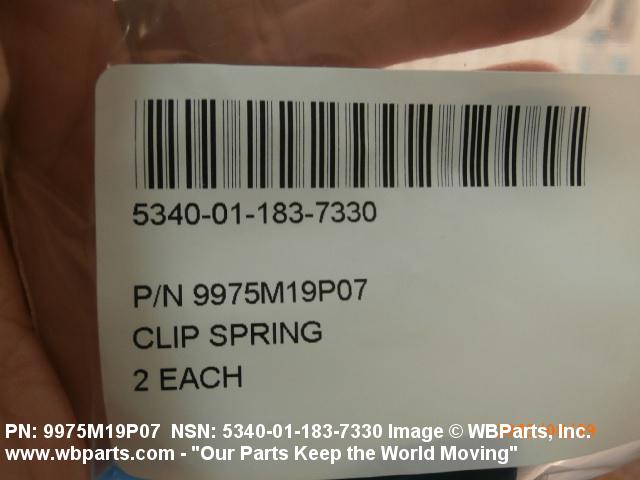 5340-01-183-7330
P/N 9975M19P07
CLIP SPRING
2 EACH
PN: 9975M19P07 NSN: 5340-01-183-7330 Image © WBParts, Inc.
www.wbparts.com - "Our Parts Keep the World Moving"